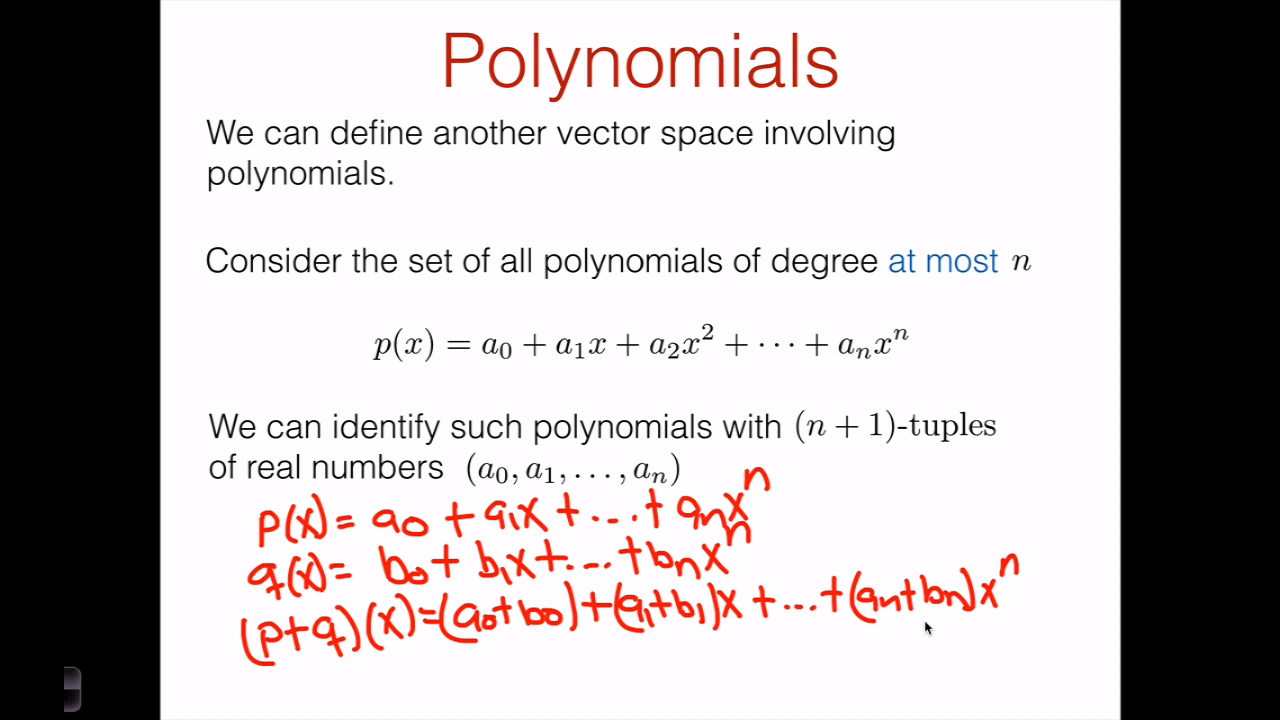 Polynomials
We can define another vector space involving
polynomials.
Consider the set of all polynomials of degree at most n
p(x) = a₀ + a₁x + a₂x² + ⋯ + aₙxⁿ
We can identify such polynomials with (n + 1)-tuples
of real numbers (a₀, a₁, . . . , aₙ)
p(x) = a₀ + a₁x + ... + aₙxⁿ
q(x) = b₀ + b₁x + ... + bₙxⁿ
(p+q)(x) = (a₀+b₀) + (a₁+b₁)x + ... + (aₙ+bₙ)xⁿ